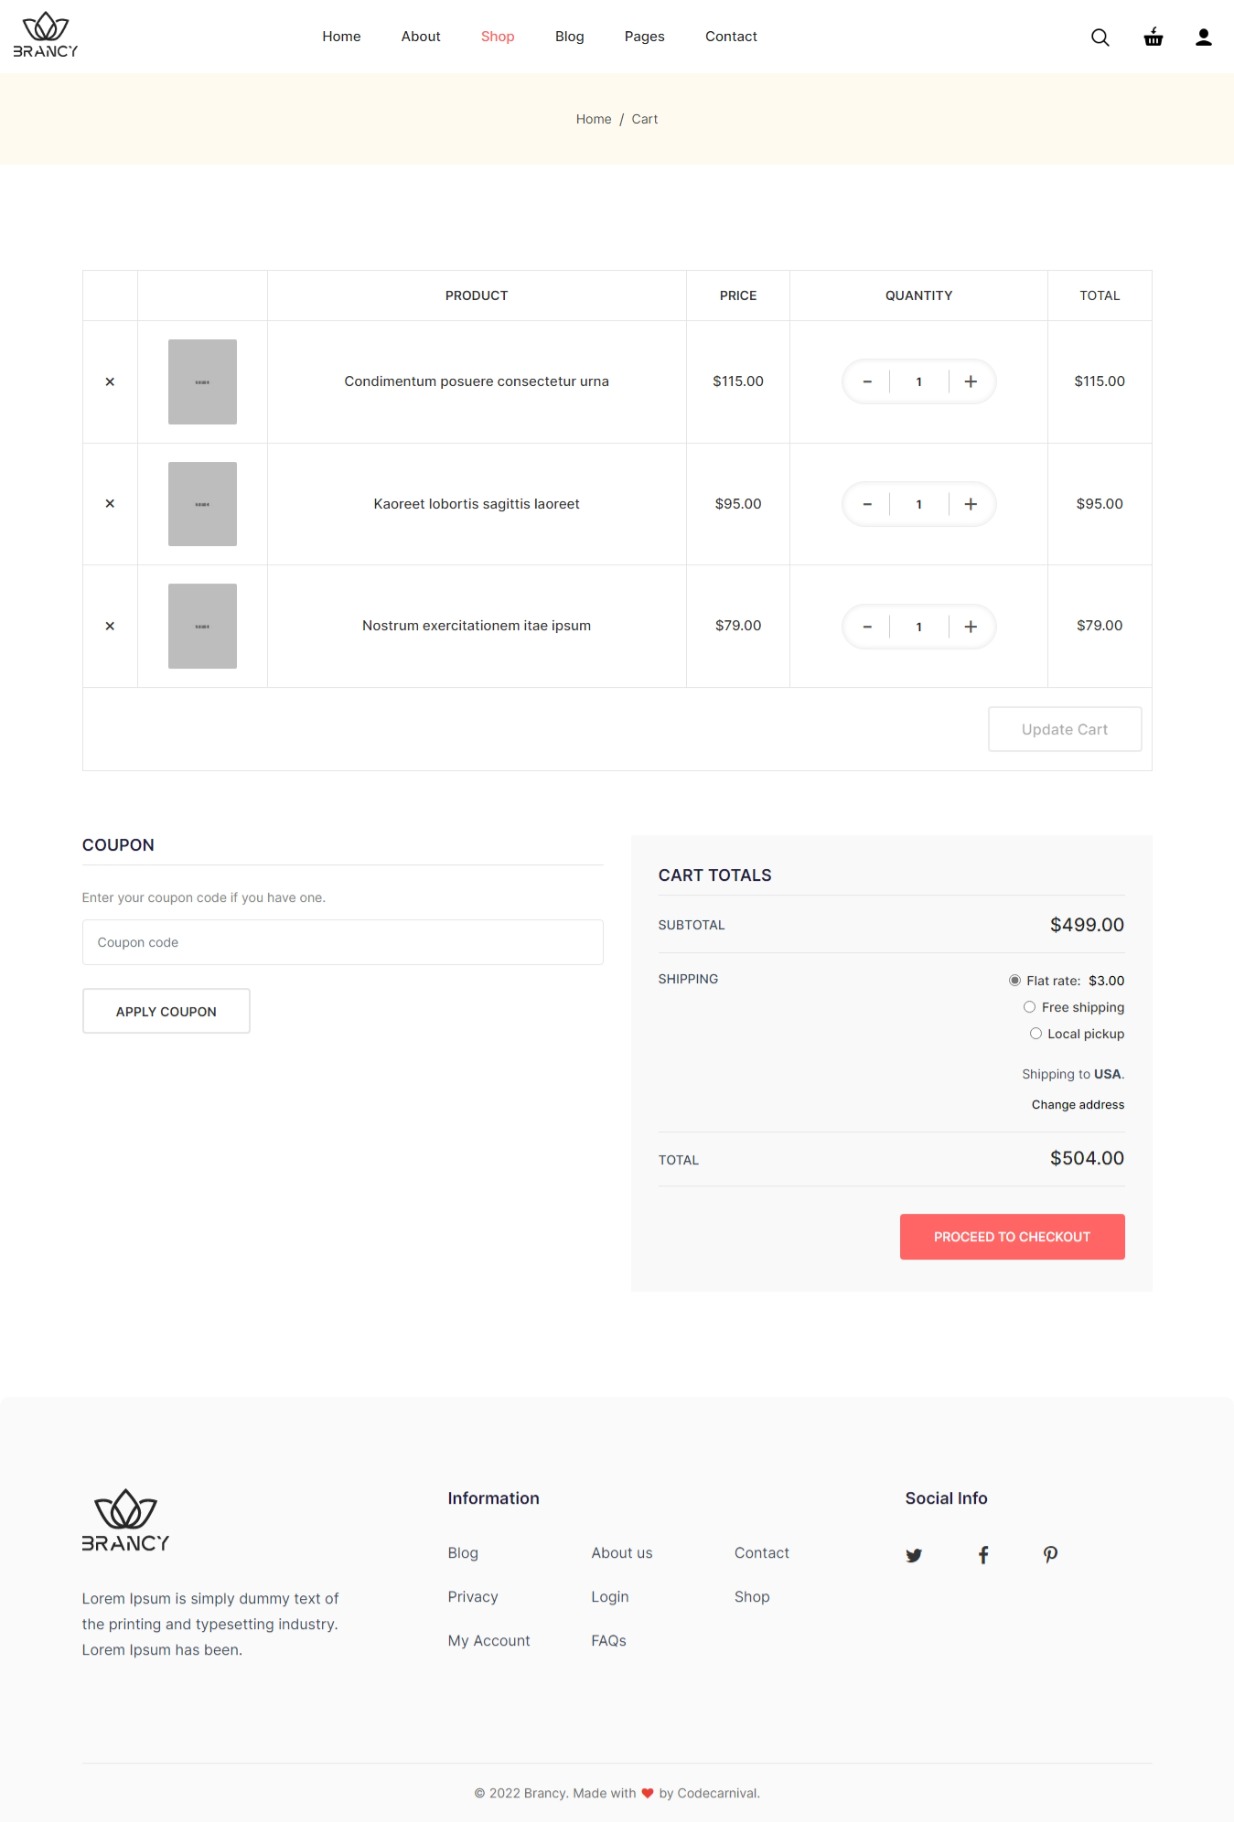 BRANCY
Home About Shop Blog Pages Contact
Home / Cart
PRODUCT PRICE QUANTITY TOTAL
× Condimentum posuere consectetur urna $115.00 - 1 + $115.00
× Kaoreet lobortis sagittis laoreet $95.00 - 1 + $95.00
× Nostrum exercitationem itae ipsum $79.00 - 1 + $79.00
Update Cart
COUPON
Enter your coupon code if you have one.
Coupon code
APPLY COUPON
CART TOTALS
SUBTOTAL $499.00
SHIPPING Flat rate: $3.00
Free shipping
Local pickup
Shipping to USA.
Change address
TOTAL $504.00
PROCEED TO CHECKOUT
BRANCY
Lorem Ipsum is simply dummy text of
the printing and typesetting industry.
Lorem Ipsum has been.
Information
Blog About us Contact
Privacy Login Shop
My Account FAQs
Social Info
© 2022 Brancy. Made with ❤ by Codecarnival.